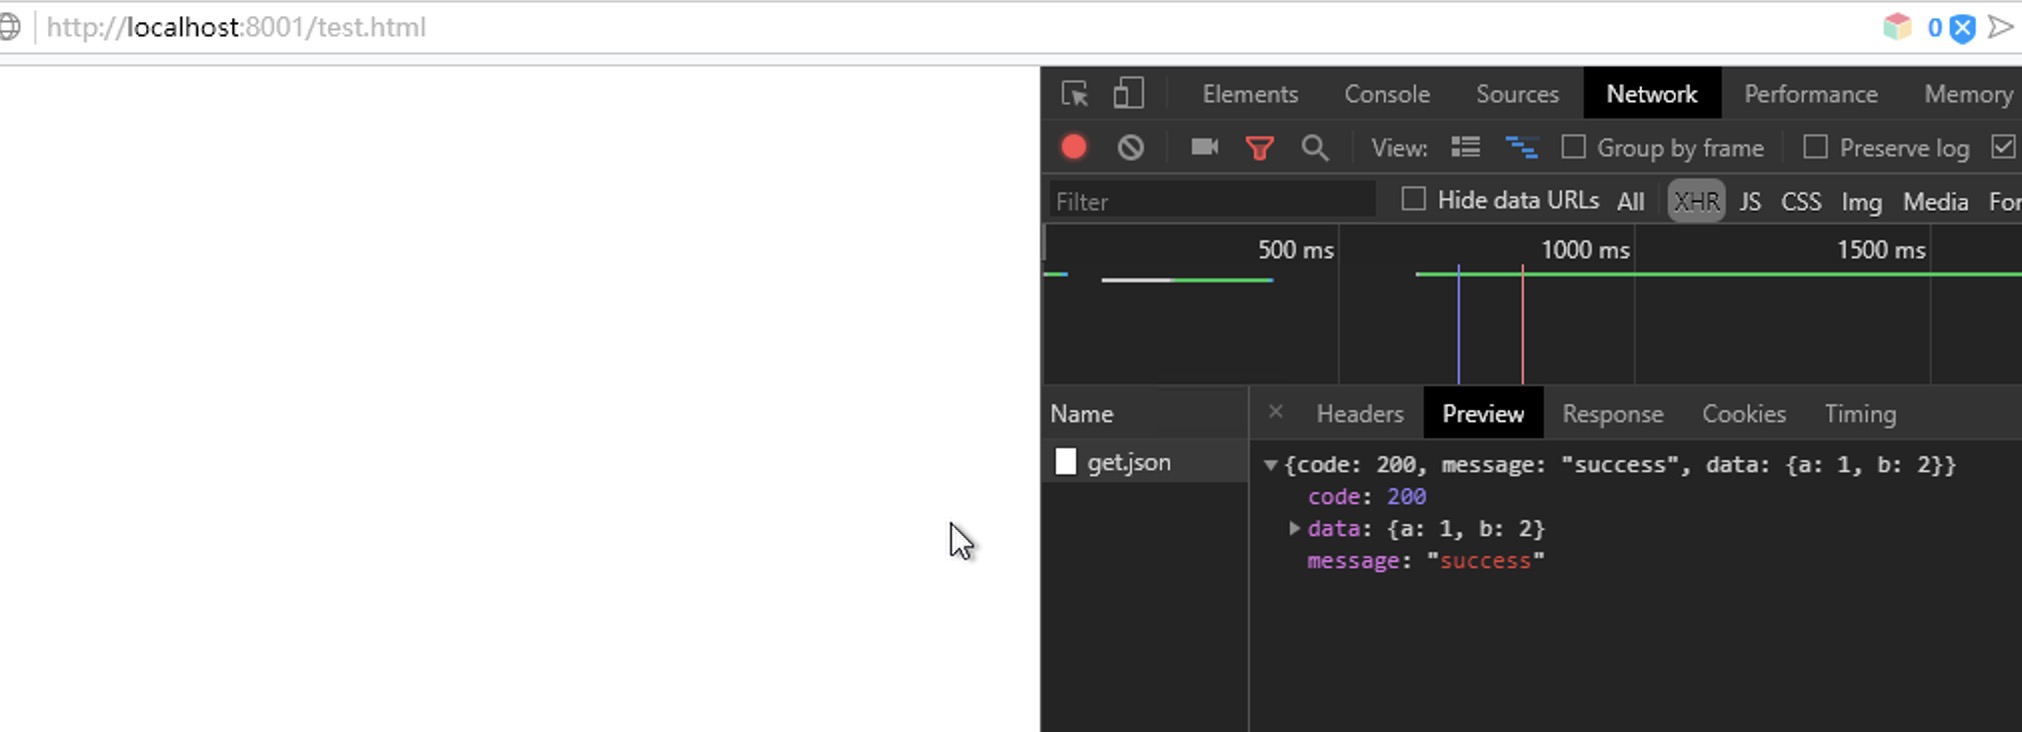 http://localhost:8001/test.html 0
Elements Console Sources Network Performance Memory
View: Group by frame Preserve log
Filter Hide data URLs All XHR JS CSS Img Media For
500 ms 1000 ms 1500 ms
Name Headers Preview Response Cookies Timing
get.json {code: 200, message: "success", data: {a: 1, b: 2}}
code: 200
data: {a: 1, b: 2}
message: "success"